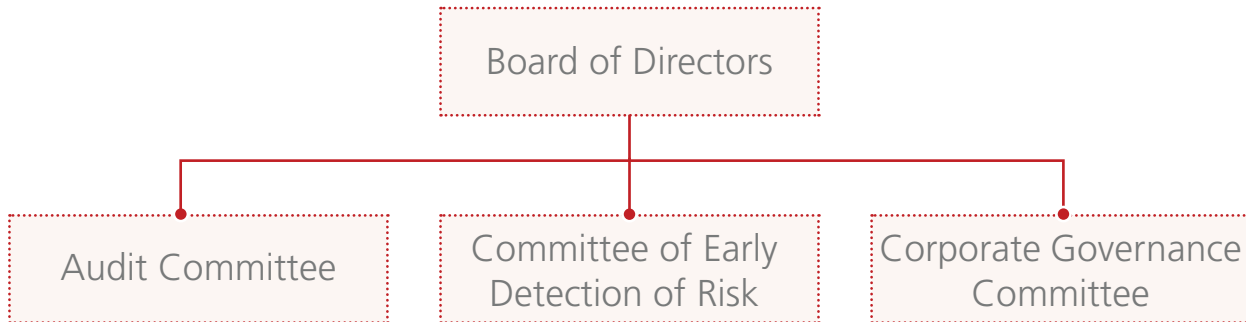 Board of Directors
Audit Committee
Committee of Early
Detection of Risk
Corporate Governance
Committee